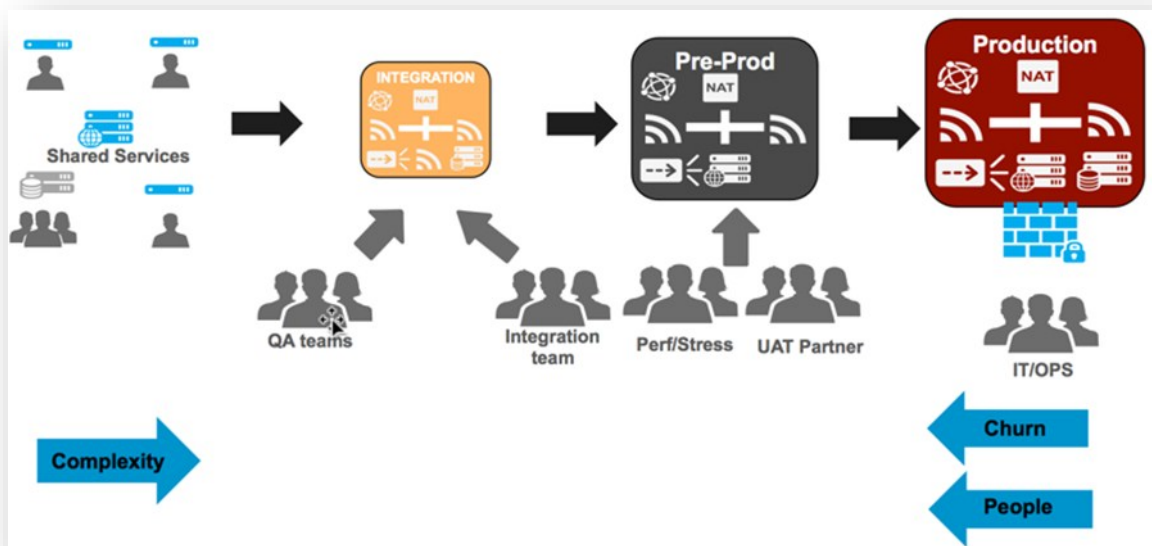 Shared Services
INTEGRATION
NAT
Pre-Prod
NAT
Production
NAT
QA teams
Integration
team
Perf/Stress
UAT Partner
IT/OPS
Complexity
Churn
People